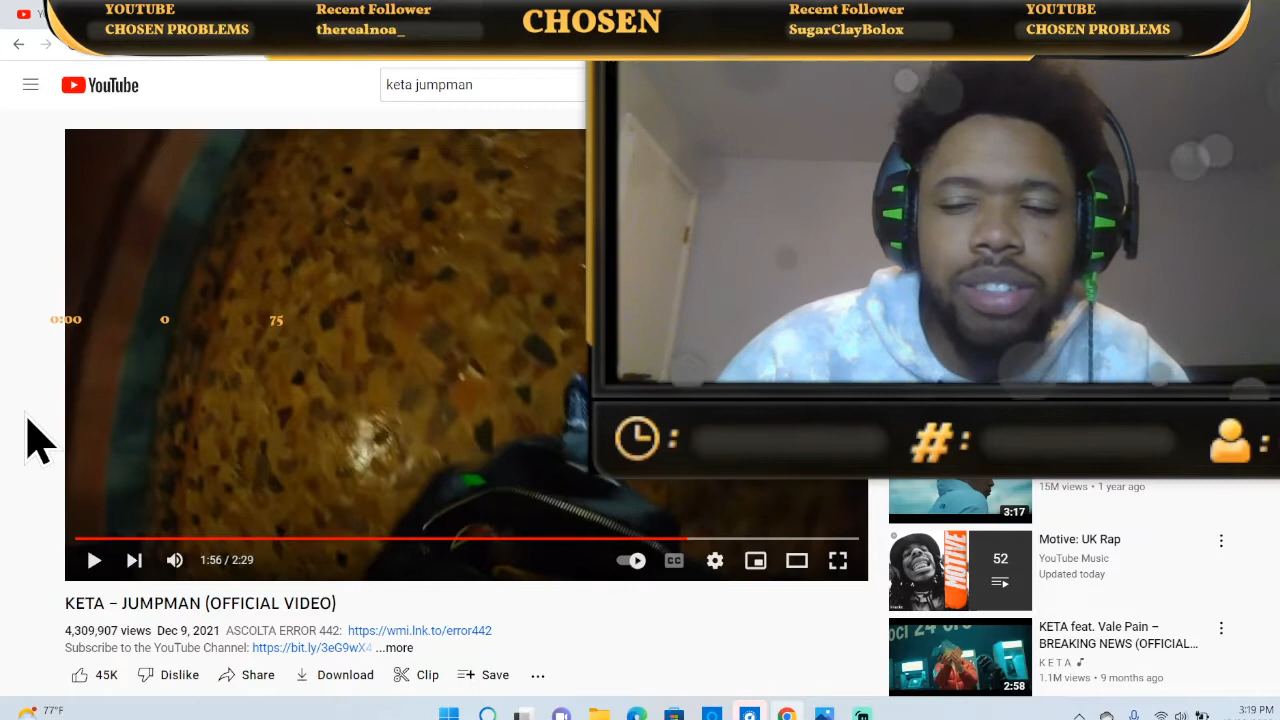 YOUTUBE
CHOSEN PROBLEMS
Recent Follower
therealnoa_
CHOSEN
Recent Follower
SugarClayBolox
YOUTUBE
CHOSEN PROBLEMS
YouTube
keta jumpman
0:00
0
75
:
# :
:
1:56 / 2:29
CC
15M views • 1 year ago
3:17
MOTIVE
52
Motive: UK Rap
YouTube Music
Updated today
KETA feat. Vale Pain –
BREAKING NEWS (OFFICIAL...
KETA
1.1M views • 9 months ago
2:58
KETA – JUMPMAN (OFFICIAL VIDEO)
4,309,907 views Dec 9, 2021 ASCOLTA ERROR 442: https://wmi.lnk.to/error442
Subscribe to the YouTube Channel: https://bit.ly/3eG9wX4 ...more
45K
Dislike
Share
Download
Clip
Save
77°F
3:19 PM